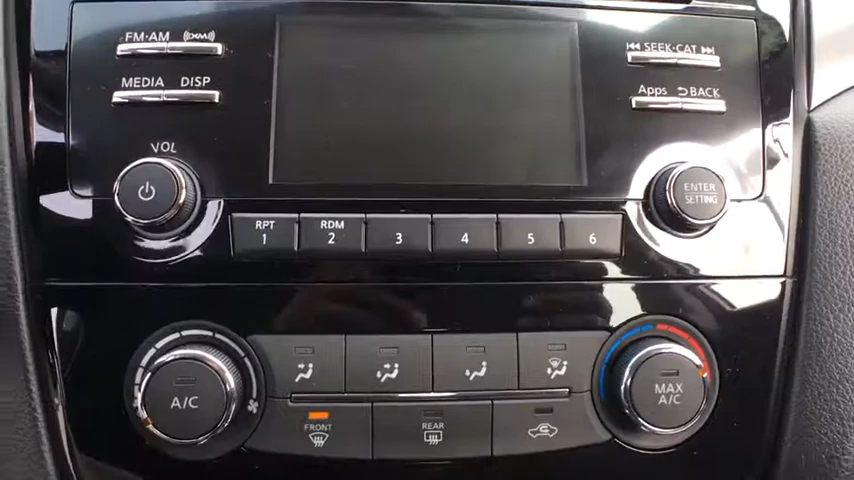 FM·AM
SEEK·CAT
MEDIA DISP
Apps BACK
VOL
ENTER
SETTING
RPT RDM
1 2 3 4 5 6
A/C
MAX
A/C
FRONT
REAR